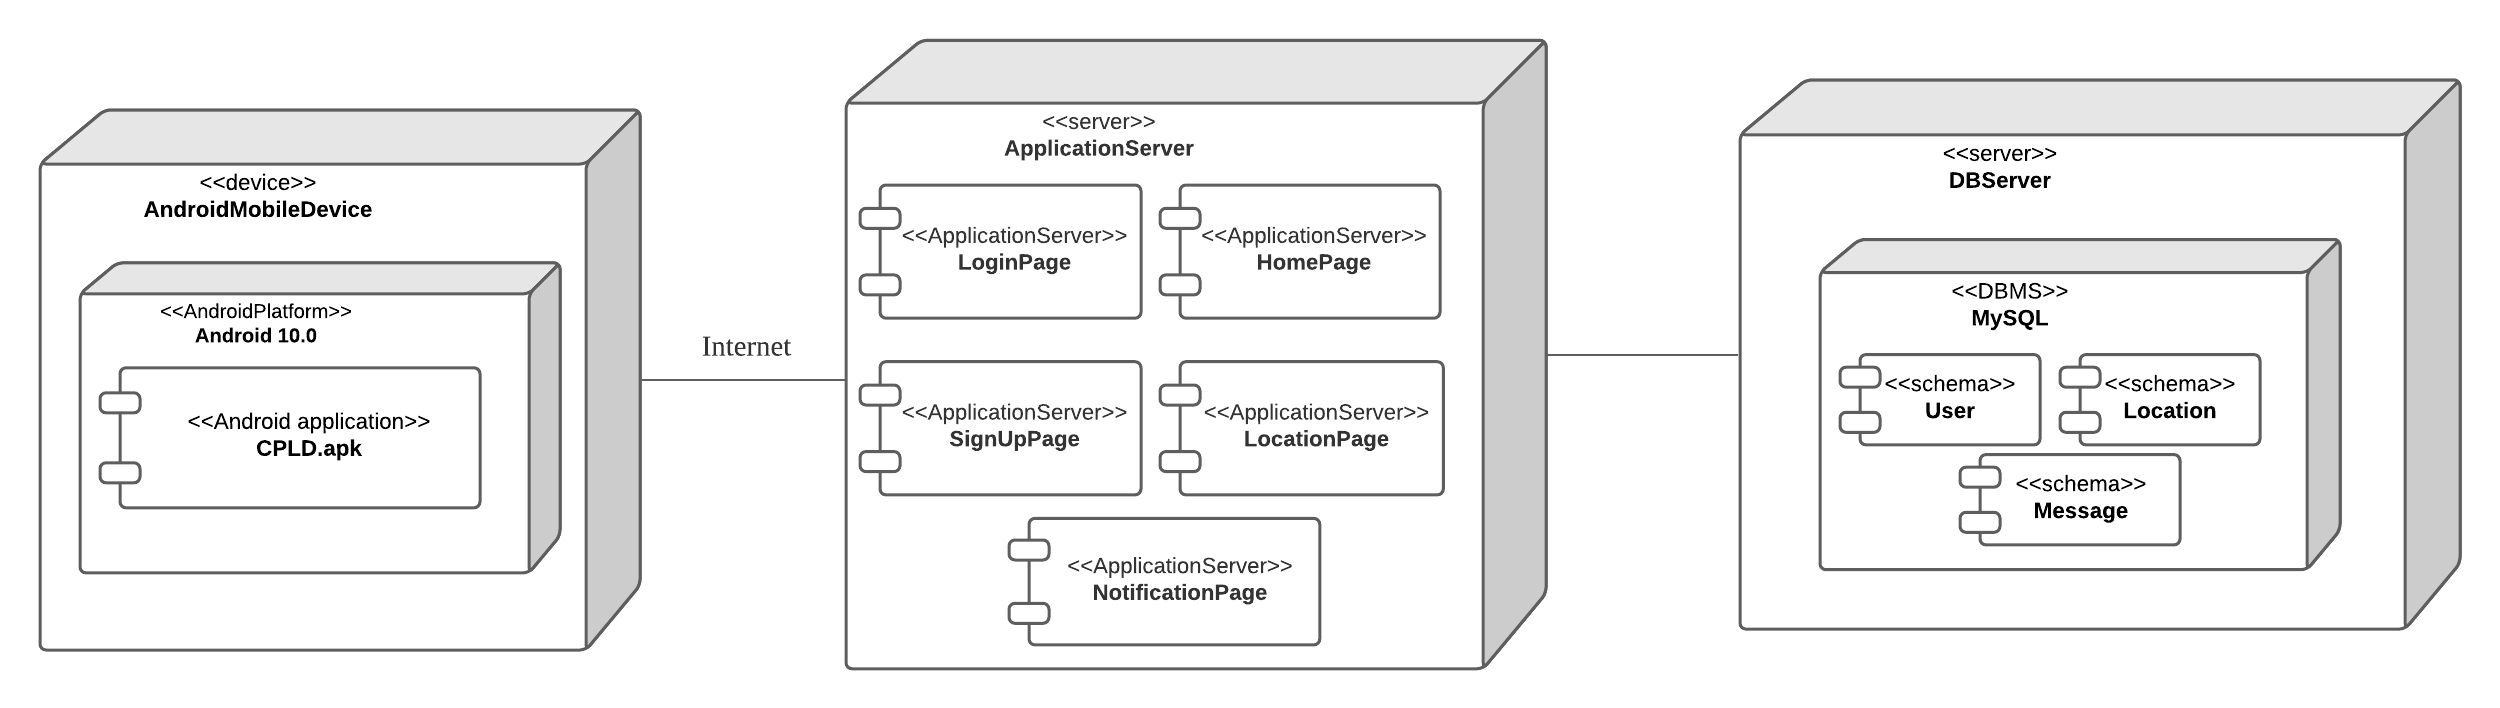 <<device>>
AndroidMobileDevice
<<AndroidPlatform>>
Android 10.0
<<Android application>>
CPLD.apk
Internet
<<server>>
ApplicationServer
<<ApplicationServer>>
LoginPage
<<ApplicationServer>>
HomePage
<<ApplicationServer>>
SignUpPage
<<ApplicationServer>>
LocationPage
<<ApplicationServer>>
NotificationPage
<<server>>
DBServer
<<DBMS>>
MySQL
<<schema>>
User
<<schema>>
Location
<<schema>>
Message